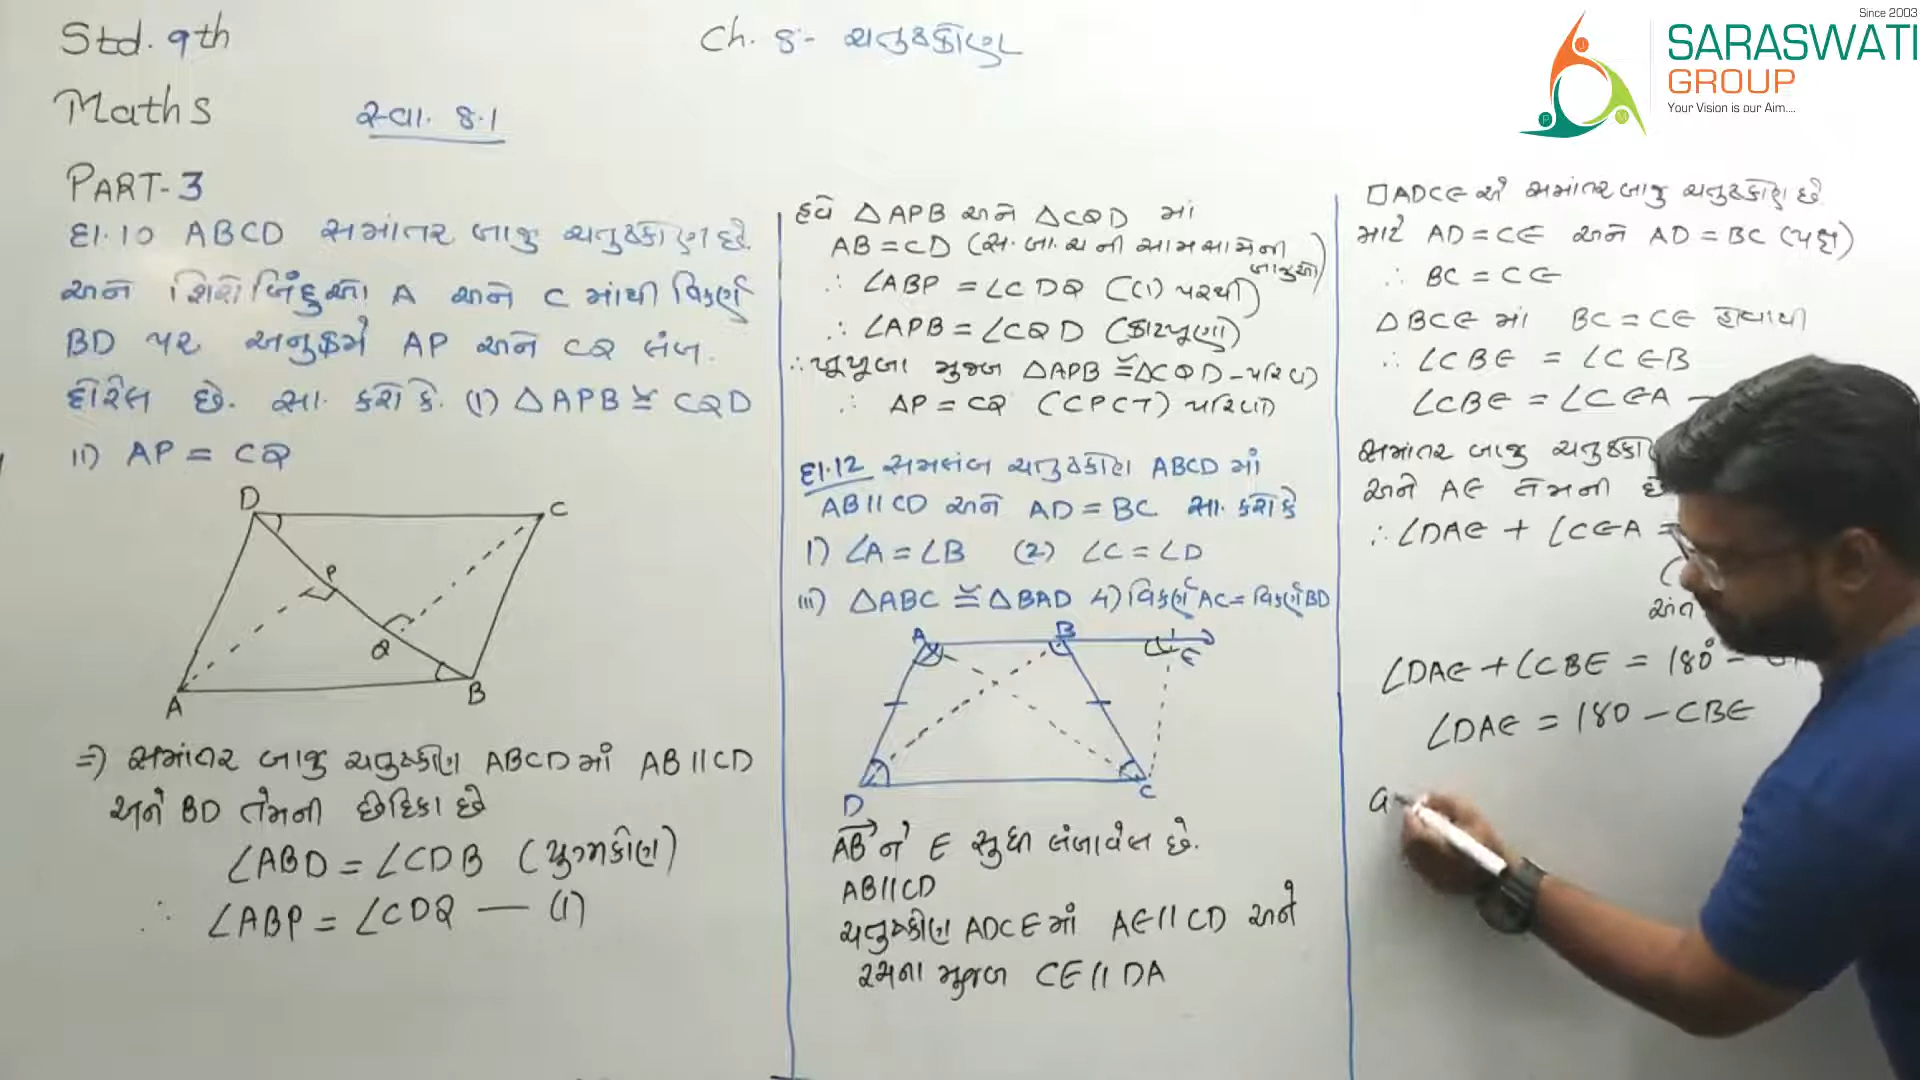 Std. 9th
Ch. 8:- ચતુષ્કોણ
Since 2003
SARASWATI
GROUP
Your Vision is our Aim....
Maths
સ્વા. 8.1
PART-3
દા.10 ABCD સમાંતર બાજુ ચતુષ્કોણ છે.
અને શિરોબિંદુઓ A અને C માંથી વિકર્ણ
BD પર અનુક્રમે AP અને CQ લંબ.
દોરેલ છે. સા. કરો કે. (1) △APB ≅ CQD
11) AP = CQ
D
C
P
Q
A
B
⇒) સમાંતર બાજુ ચતુષ્કોણ ABCD માં AB || CD
અને BD તેમની છેદિકા છે
∠ABD = ∠CDB (યુગ્મકોણ)
∴ ∠ABP = ∠CDQ — (1)
હવે △APB અને △CQD માં
AB = CD (સ. બા. ચ ની સામ સામેની
બાજુઓ)
∴ ∠ABP = ∠CDQ ((1) પરથી)
∴ ∠APB = ∠CQD (કાટખૂણો)
∴ ખૂખૂબા મુજબ △APB ≅ △CQD -
∴ AP = CQ (CPCT)
દા.12 સમલંબ ચતુષ્કોણ ABCD માં
AB || CD અને AD = BC સા. કરો કે
1) ∠A = ∠B (2) ∠C = ∠D
111) △ABC ≅ △BAD 4) વિકર્ણ AC = વિકર્ણ BD
A
B
E
D
C
AB ને E સુધી લંબાવેલ છે.
AB || CD
ચતુષ્કોણ ADCE માં AE || CD અને
રચના મુજબ CE || DA
□ADCE એ સમાંતર બાજુ ચતુષ્કોણ છે.
માટે AD = CE અને AD = BC (પક્ષ)
∴ BC = CE
△BCE માં BC = CE હોવાથી
∴ ∠CBE = ∠CEB
∠CBE = ∠CEA -
સમાંતર બાજુ ચતુષ્કો
અને AE તેમની છે
∴ ∠DAE + ∠CEA =
(
અંત
∠DAE + ∠CBE = 180° -
∠DAE = 180 - CBE